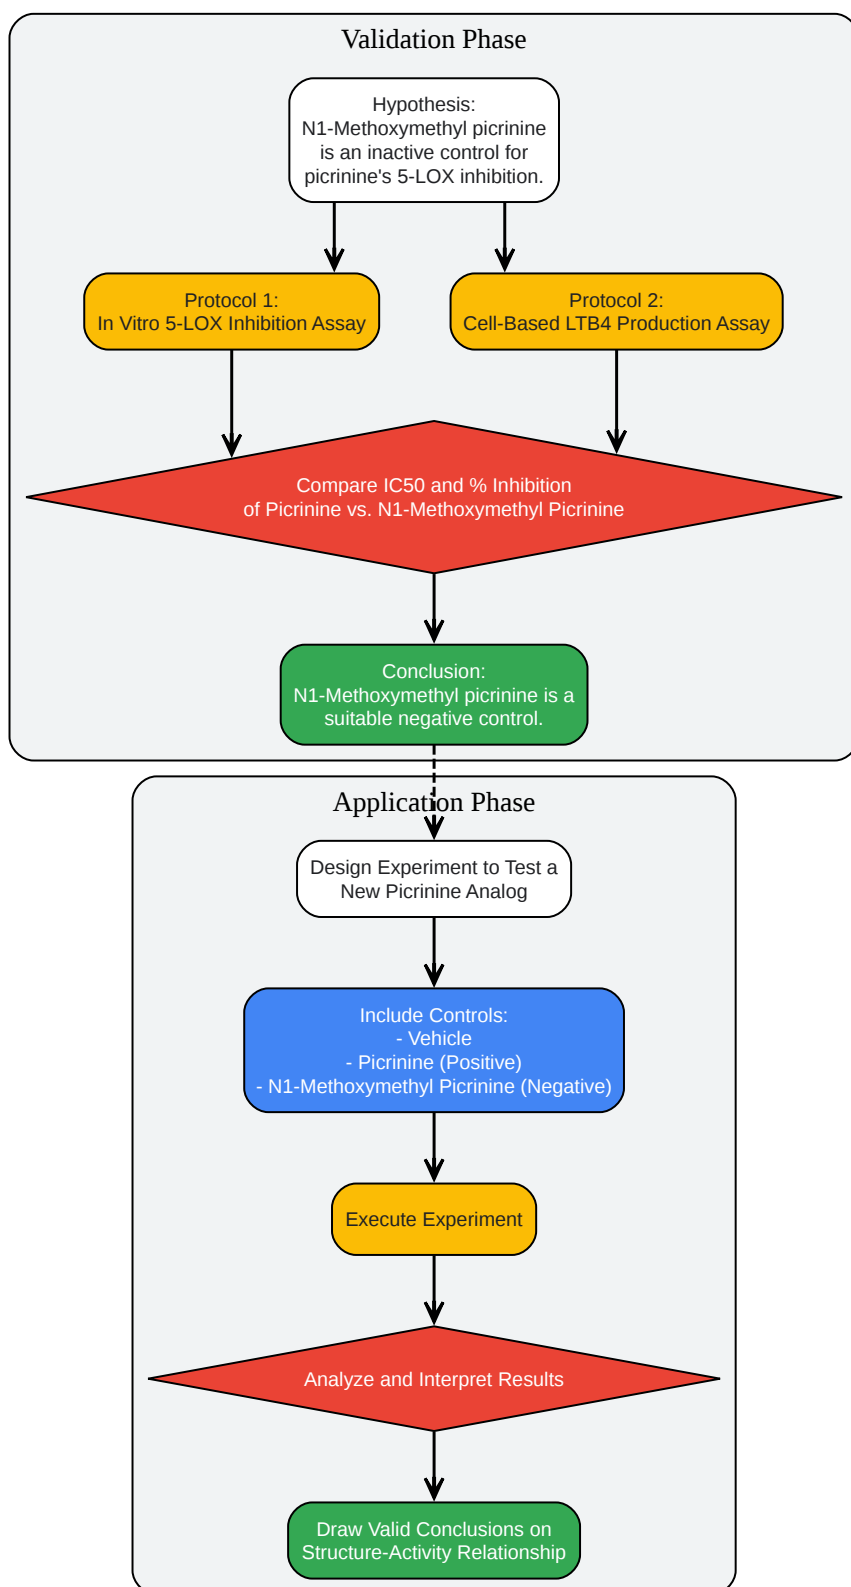 Validation Phase
Hypothesis:
N1-Methoxymethyl picrinine
is an inactive control for
picrinine's 5-LOX inhibition.
Protocol 1:
In Vitro 5-LOX Inhibition Assay
Protocol 2:
Cell-Based LTB4 Production Assay
Compare IC50 and % Inhibition
of Picrinine vs. N1-Methoxymethyl Picrinine
Conclusion:
N1-Methoxymethyl picrinine is a
suitable negative control.
Application Phase
Design Experiment to Test a
New Picrinine Analog
Include Controls:
- Vehicle
- Picrinine (Positive)
- N1-Methoxymethyl Picrinine (Negative)
Execute Experiment
Analyze and Interpret Results
Draw Valid Conclusions on
Structure-Activity Relationship